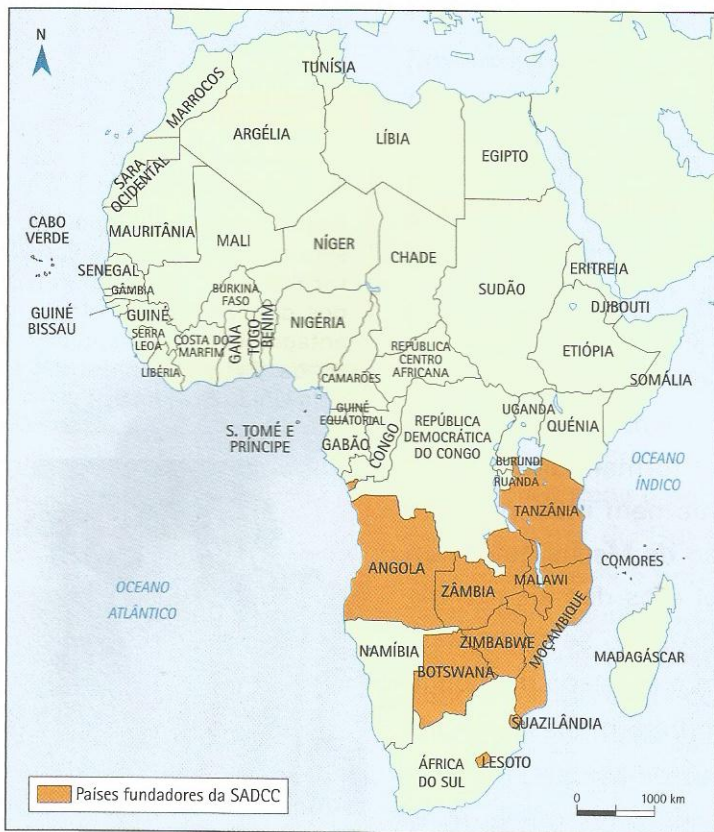 N
TUNÍSIA
MARROCOS
ARGÉLIA
LÍBIA
EGIPTO
SARA
OCIDENTAL
MAURITÂNIA
MALI
NÍGER
CHADE
SUDÃO
ERITREIA
CABO
VERDE
SENEGAL
GÂMBIA
GUINÉ
BISSAU
GUINÉ
SERRA
LEOA
LIBÉRIA
COSTA DO
MARFIM
BURKINA
FASO
GANA
TOGO
BENIM
NIGÉRIA
DJIBOUTI
ETIÓPIA
SOMÁLIA
REPÚBLICA
CENTRO
AFRICANA
CAMARÕES
GUINÉ
EQUATORIAL
S. TOMÉ E
PRÍNCIPE
GABÃO
CONGO
REPÚBLICA
DEMOCRÁTICA
DO CONGO
UGANDA
QUÉNIA
BURUNDI
RUANDA
OCEANO
ÍNDICO
TANZÂNIA
COMORES
ANGOLA
ZÂMBIA
MALAWI
MOÇAMBIQUE
OCEANO
ATLÂNTICO
NAMÍBIA
ZIMBABWE
BOTSWANA
MADAGÁSCAR
SUAZILÂNDIA
ÁFRICA
DO SUL
LESOTO
Países fundadores da SADCC
0 1000 km